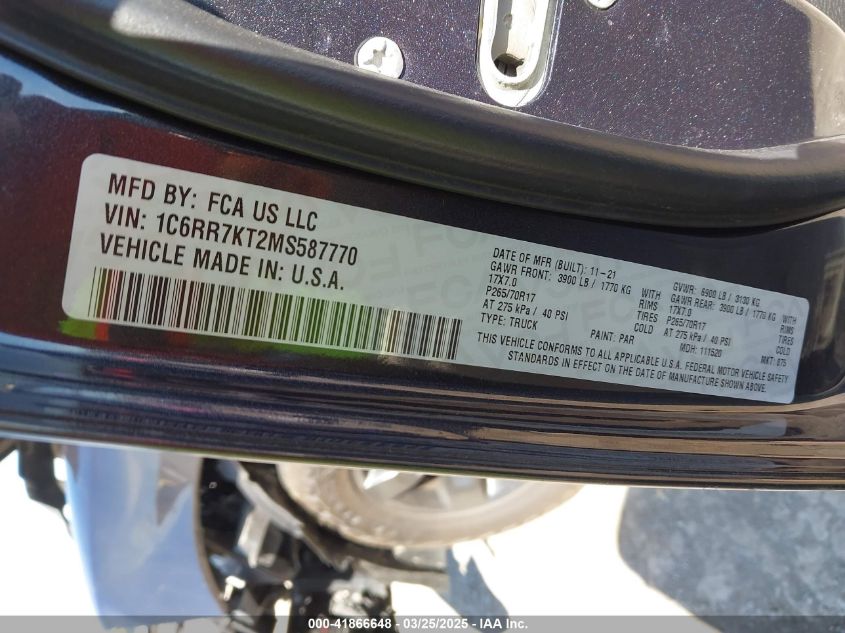 MFD BY: FCA US LLC
VIN: 1C6RR7KT2MS587770
VEHICLE MADE IN: U.S.A.
DATE OF MFR (BUILT): 11-21
GAWR FRONT: 3900 LB / 1770 KG WITH
17X7.0 RIMS
P265/70R17 TIRES
AT 275 kPa / 40 PSI COLD
TYPE: TRUCK
GVWR: 6900 LB / 3130 KG
GAWR REAR: 3900 LB / 1770 KG WITH
17X7.0 RIMS
P265/70R17 TIRES
AT 275 kPa / 40 PSI COLD
PAINT: PAR MDH: 111520 MKT: 075
THIS VEHICLE CONFORMS TO ALL APPLICABLE U.S.A. FEDERAL MOTOR VEHICLE SAFETY
STANDARDS IN EFFECT ON THE DATE OF MANUFACTURE SHOWN ABOVE.
000-41866648 - 03/25/2025 - IAA Inc.